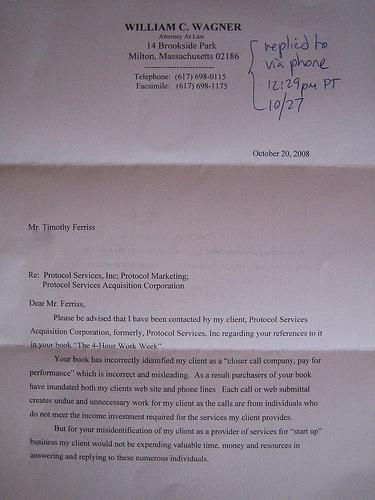 WILLIAM C. WAGNER
Attorney At Law
14 Brookside Park
Milton, Massachusetts 02186
---------------------
Telephone: (617) 698-0115
Facsimile: (617) 698-1175
replied to
via phone
12:29pm PT
10/27
October 20, 2008
Mr. Timothy Ferriss
Re: Protocol Services, Inc; Protocol Marketing;
Protocol Services Acquisition Corporation
Dear Mr. Ferriss,
Please be advised that I have been contacted by my client, Protocol Services
Acquisition Corporation, formerly, Protocol Services, Inc regarding your references to it
in your book "The 4-Hour Work Week"
Your book has incorrectly identified my client as a "closer call company, pay for
performance" which is incorrect and misleading. As a result purchasers of your book
have inundated both my clients web site and phone lines Each call or web submittal
creates undue and unnecessary work for my client as the calls are from individuals who
do not meet the income investment required for the services my client provides.
But for your misidentification of my client as a provider of services for "start up"
business my client would not be expending valuable time, money and resources in
answering and replying to these numerous individuals.